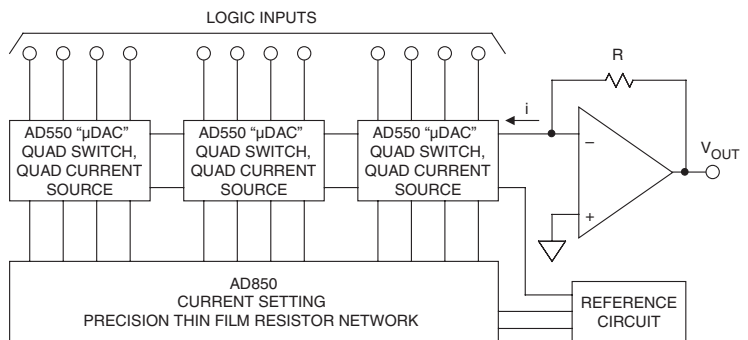 LOGIC INPUTS
R
i
AD550 “μDAC”
QUAD SWITCH,
QUAD CURRENT
SOURCE
AD550 “μDAC”
QUAD SWITCH,
QUAD CURRENT
SOURCE
AD550 “μDAC”
QUAD SWITCH,
QUAD CURRENT
SOURCE
–
+
VOUT
AD850
CURRENT SETTING
PRECISION THIN FILM RESISTOR NETWORK
REFERENCE
CIRCUIT